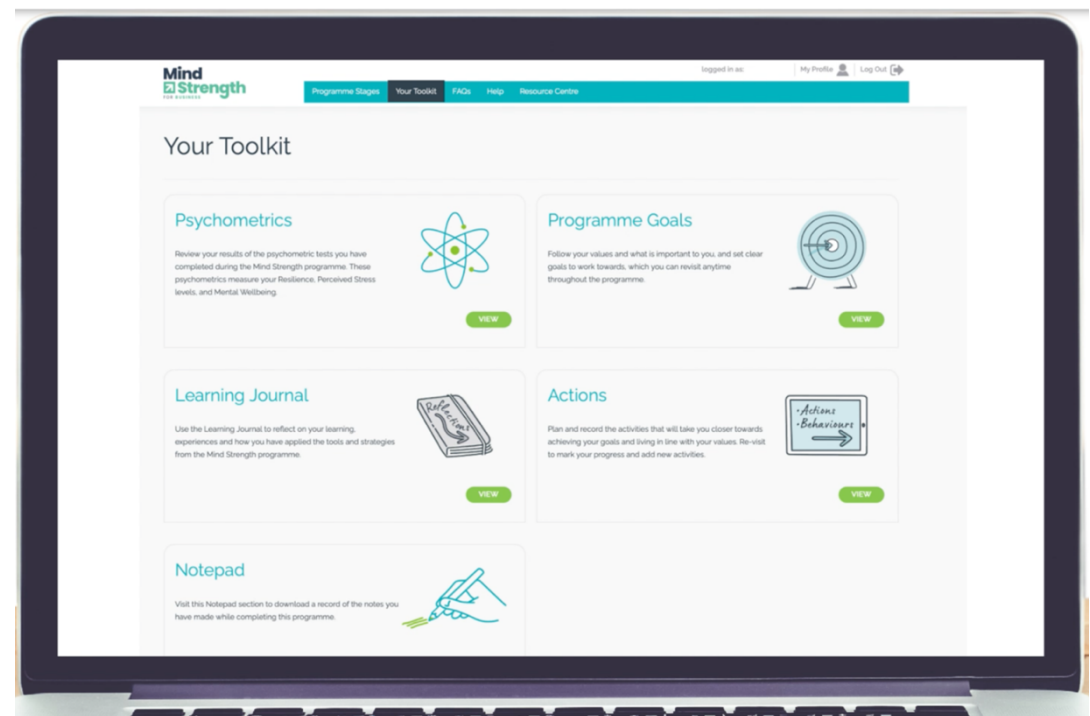 Mind
Strength
FOR BUSINESS
logged in as:
My Profile
Log Out
Programme Stages
Your Toolkit
FAQs
Help
Resource Centre
Your Toolkit
Psychometrics
Review your results of the psychometric tests you have
completed during the Mind Strength programme. These
psychometrics measure your Resilience, Perceived Stress
levels, and Mental Wellbeing.
VIEW
Programme Goals
Follow your values and what is important to you, and set clear
goals to work towards, which you can revisit anytime
throughout the programme.
VIEW
Learning Journal
Use the Learning Journal to reflect on your learning,
experiences and how you have applied the tools and strategies
from the Mind Strength programme.
Reflections
VIEW
Actions
Plan and record the activities that will take you closer towards
achieving your goals and living in line with your values. Re-visit
to mark your progress and add new activities.
• Actions
• Behaviours
VIEW
Notepad
Visit this Notepad section to download a record of the notes you
have made while completing this programme.